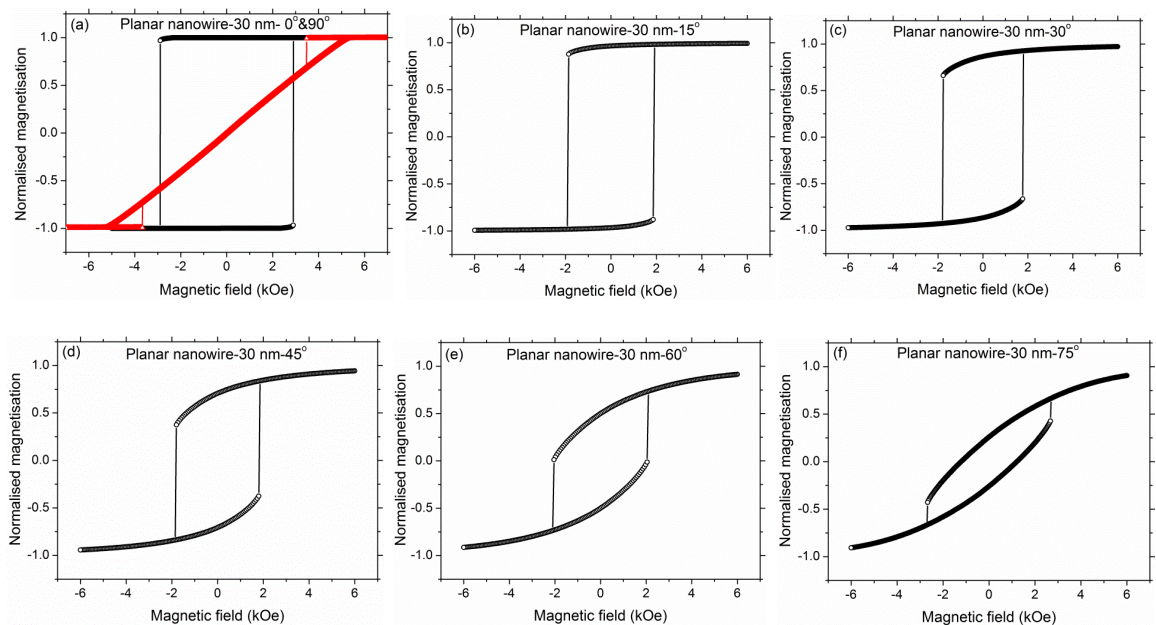 (a) Planar nanowire-30 nm- 0°&90°
1.0
0.5
0.0
-0.5
-1.0
Normalised magnetisation
-6 -4 -2 0 2 4 6
Magnetic field (kOe)
(b) Planar nanowire-30 nm-15°
1.0
0.5
0.0
-0.5
-1.0
Normalised magnetisation
-6 -4 -2 0 2 4 6
Magnetic field (kOe)
(c) Planar nanowire-30 nm-30°
1.0
0.5
0.0
-0.5
-1.0
Normalised magnetisation
-6 -4 -2 0 2 4 6
Magnetic field (kOe)
(d) Planar nanowire-30 nm-45°
1.0
0.5
0.0
-0.5
-1.0
Normalised magnetisation
-6 -4 -2 0 2 4 6
Magnetic field (kOe)
(e) Planar nanowire-30 nm-60°
1.0
0.5
0.0
-0.5
-1.0
Normalised magnetisation
-6 -4 -2 0 2 4 6
Magnetic field (kOe)
(f) Planar nanowire-30 nm-75°
1.0
0.5
0.0
-0.5
-1.0
Normalised magnetisation
-6 -4 -2 0 2 4 6
Magnetic field (kOe)